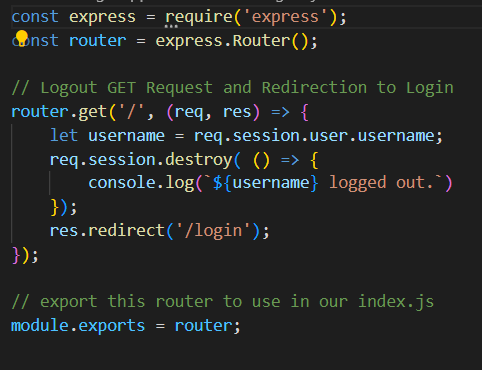 const express = require('express');
const router = express.Router();
// Logout GET Request and Redirection to Login
router.get('/', (req, res) => {
let username = req.session.user.username;
req.session.destroy( () => {
console.log(`${username} logged out.`)
});
res.redirect('/login');
});
// export this router to use in our index.js
module.exports = router;